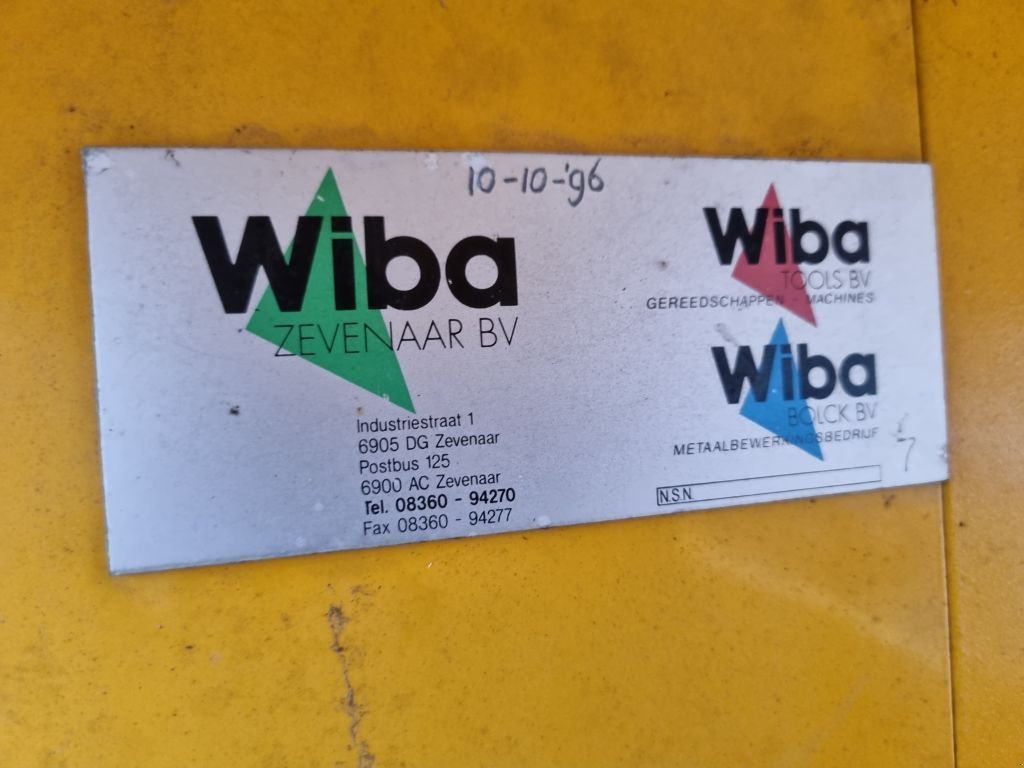 10-10-'96
Wiba
ZEVENAAR BV
Industriestraat 1
6905 DG Zevenaar
Postbus 125
6900 AC Zevenaar
Tel. 08360 - 94270
Fax 08360 - 94277
Wiba
TOOLS BV
GEREEDSCHAPPEN - MACHINES
Wiba
BOLCK BV
METAALBEWERKINGSBEDRIJF
7
N.S.N.